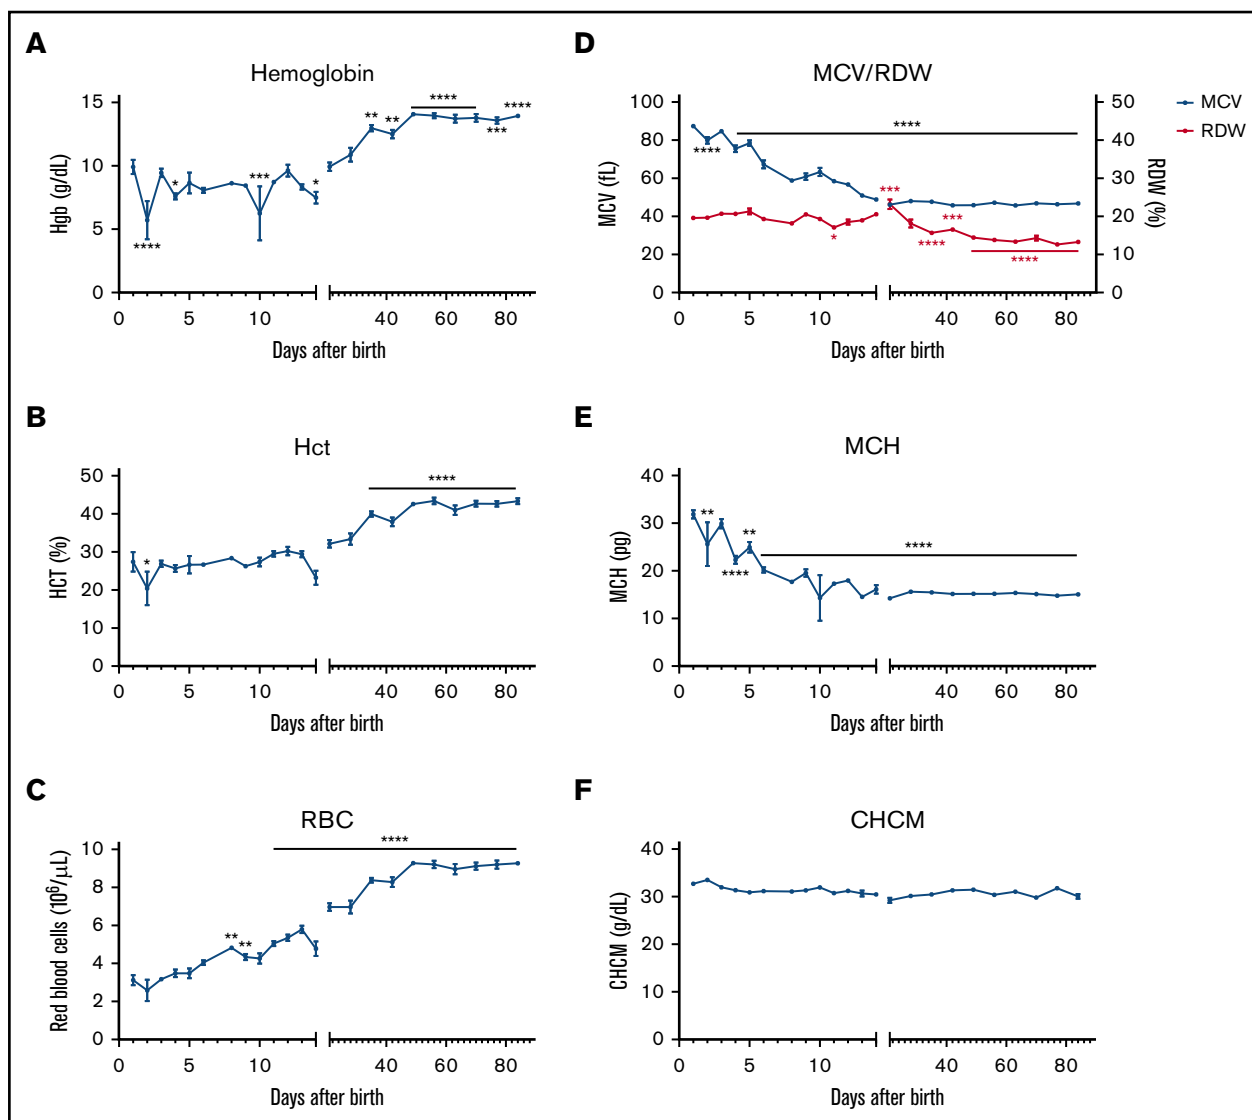 A
Hemoglobin
15
10
5
0
Hgb (g/dL)
****
*
***
*
**
**
****
***
****
0 5 10 40 60 80
Days after birth
B
Hct
50
40
30
20
10
0
HCT (%)
*
****
0 5 10 40 60 80
Days after birth
C
RBC
10
8
6
4
2
0
Red blood cells (10⁶/μL)
**
**
****
0 5 10 40 60 80
Days after birth
D
MCV/RDW
100
80
60
40
20
0
MCV (fL)
50
40
30
20
10
0
RDW (%)
MCV
RDW
****
****
***
*
****
***
****
0 5 10 40 60 80
Days after birth
E
MCH
40
30
20
10
0
MCH (pg)
**
****
**
****
0 5 10 40 60 80
Days after birth
F
CHCM
40
30
20
10
0
CHCM (g/dL)
0 5 10 40 60 80
Days after birth